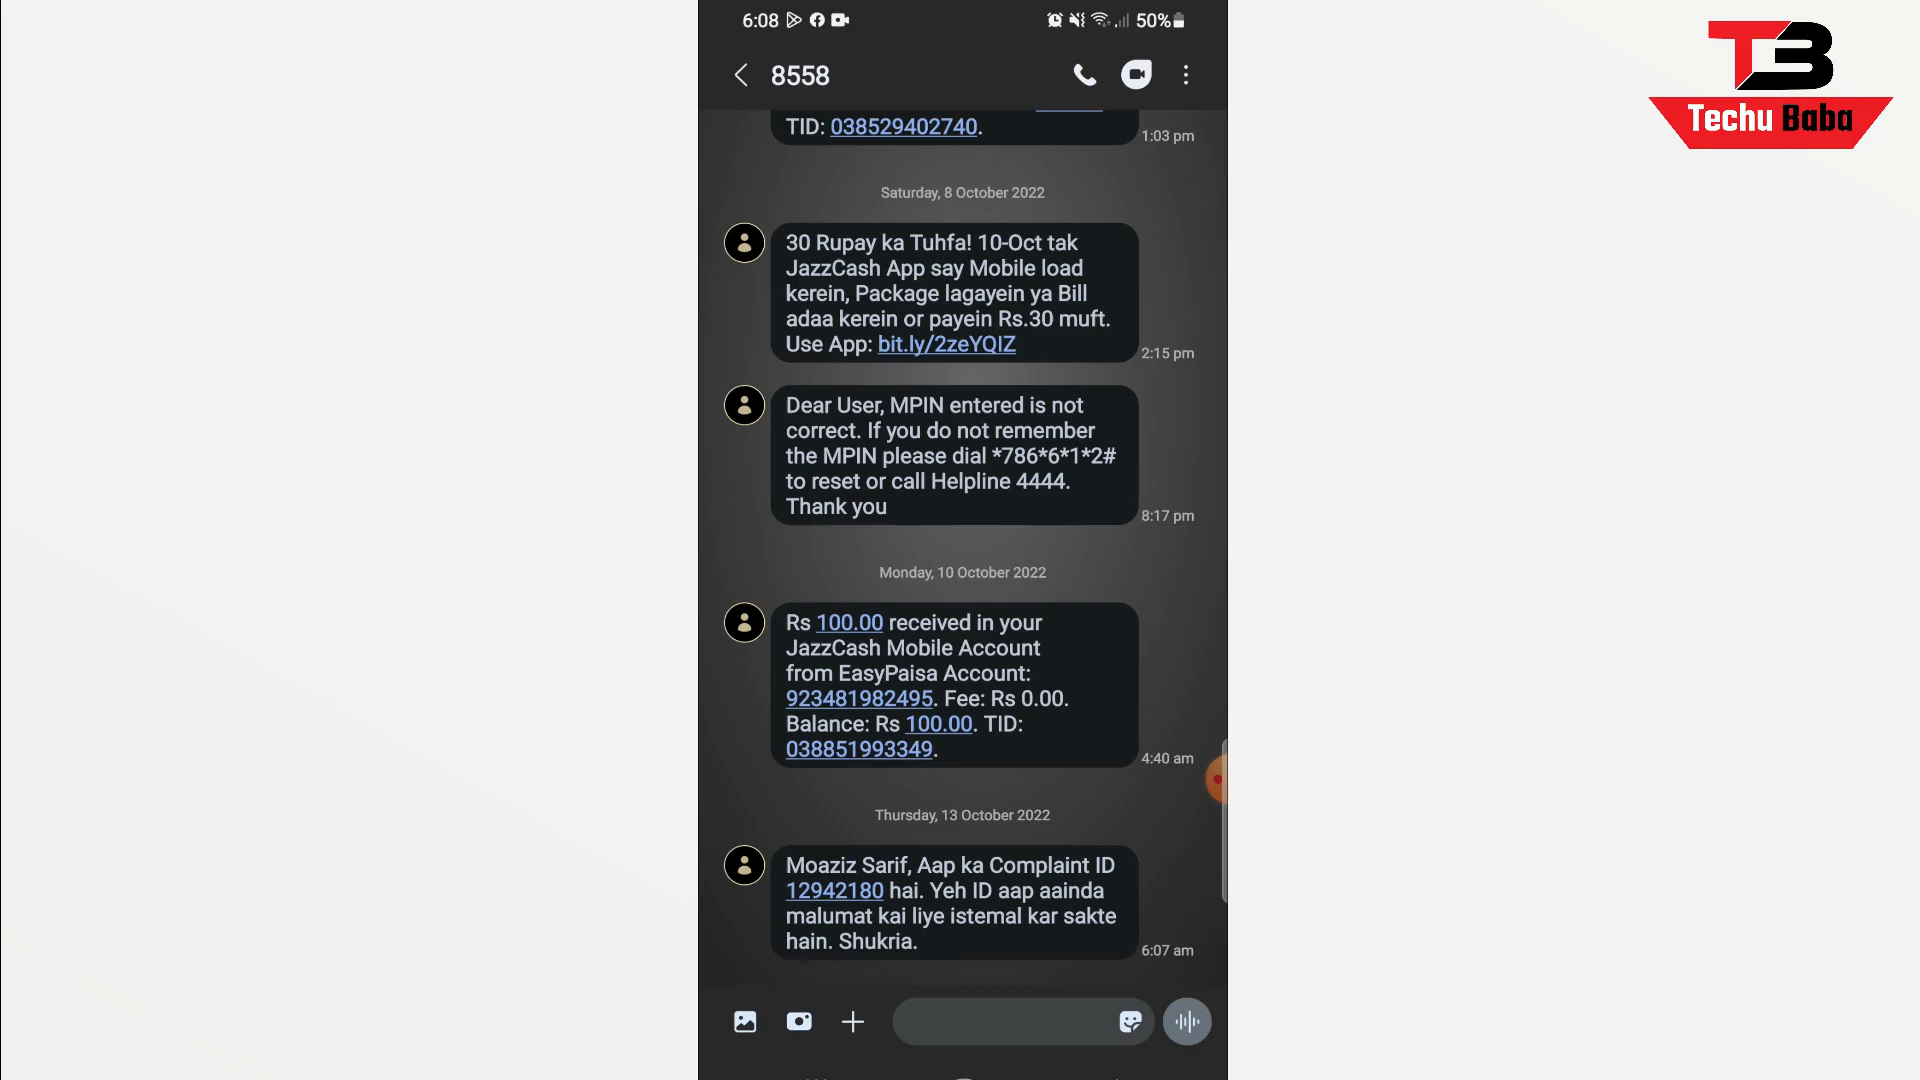 6:08
50%
8558
TID: 038529402740.
1:03 pm
Saturday, 8 October 2022
30 Rupay ka Tuhfa! 10-Oct tak
JazzCash App say Mobile load
kerein, Package lagayein ya Bill
adaa kerein or payein Rs.30 muft.
Use App: bit.ly/2zeYQIZ
2:15 pm
Dear User, MPIN entered is not
correct. If you do not remember
the MPIN please dial *786*6*1*2#
to reset or call Helpline 4444.
Thank you
8:17 pm
Monday, 10 October 2022
Rs 100.00 received in your
JazzCash Mobile Account
from EasyPaisa Account:
923481982495. Fee: Rs 0.00.
Balance: Rs 100.00. TID:
038851993349.
4:40 am
Thursday, 13 October 2022
Moaziz Sarif, Aap ka Complaint ID
12942180 hai. Yeh ID aap aainda
malumat kai liye istemal kar sakte
hain. Shukria.
6:07 am
TB
Techu Baba